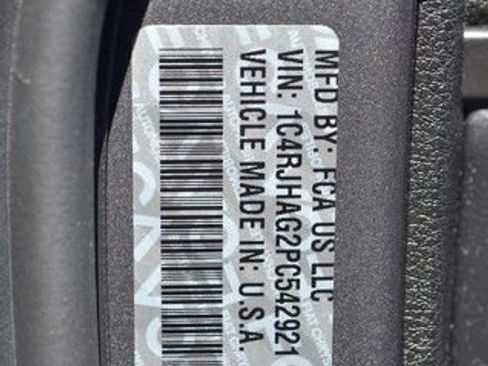 MFD BY: FCA US LLC
VIN: 1C4RJHAG2PC542921
VEHICLE MADE IN: U.S.A.